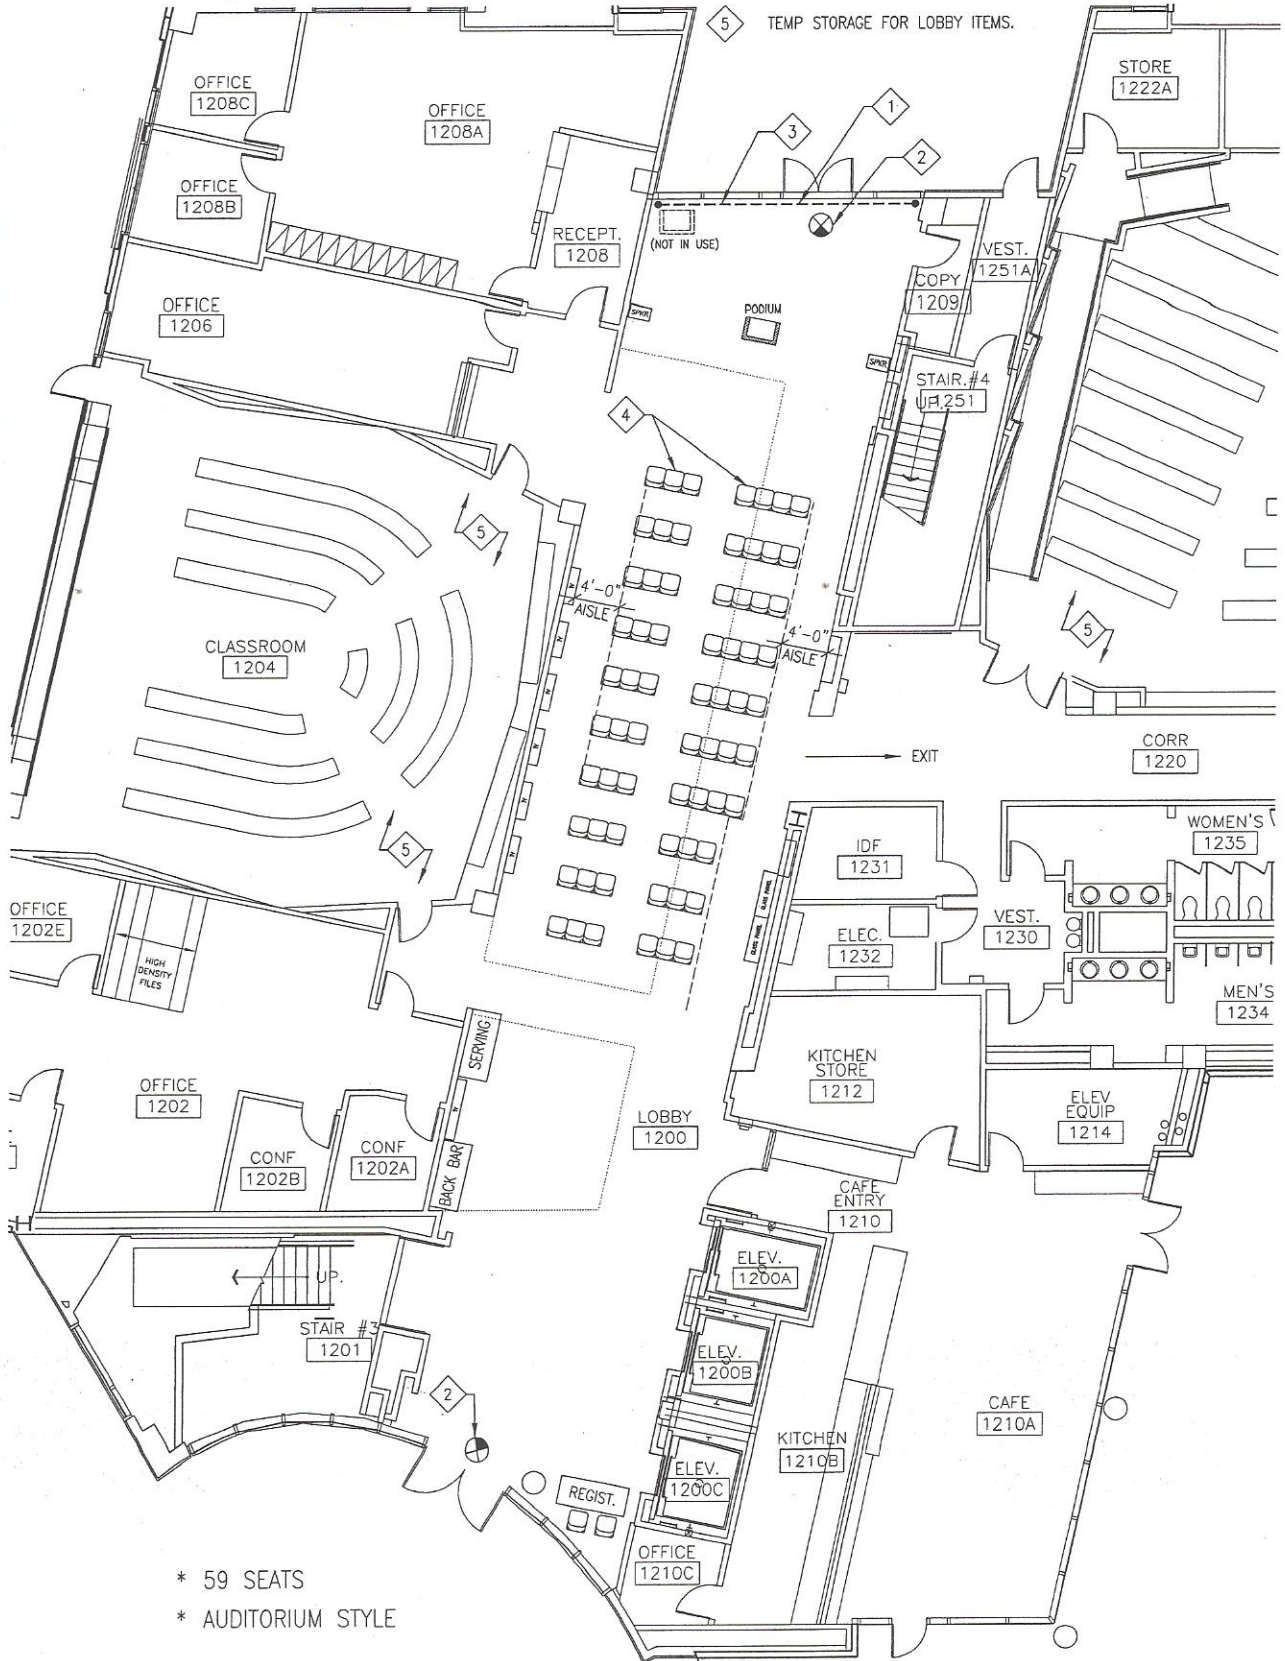 5 TEMP STORAGE FOR LOBBY ITEMS.
STORE
1222A
OFFICE
1208C
OFFICE
1208A
3
1
2
OFFICE
1208B
RECEPT.
1208
(NOT IN USE)
VEST.
1251A
COPY
1209
OFFICE
1206
SPKR
PODIUM
SPKR
STAIR #4
UP.
1251
4
5
4'-0"
AISLE
4'-0"
AISLE
5
CLASSROOM
1204
EXIT
CORR
1220
WOMEN'S
1235
IDF
1231
5
GLASS PANEL
GLASS PANEL
OFFICE
1202E
VEST.
1230
ELEC.
1232
HIGH
DENSITY
FILES
MEN'S
1234
SERVING
KITCHEN
STORE
1212
OFFICE
1202
ELEV
EQUIP
1214
LOBBY
1200
CONF
1202A
CONF
1202B
BACK BAR
CAFE
ENTRY
1210
ELEV.
1200A
UP.
STAIR #3
1201
ELEV.
1200B
2
CAFE
1210A
KITCHEN
1210B
ELEV.
1200C
REGIST.
OFFICE
1210C
* 59 SEATS
* AUDITORIUM STYLE